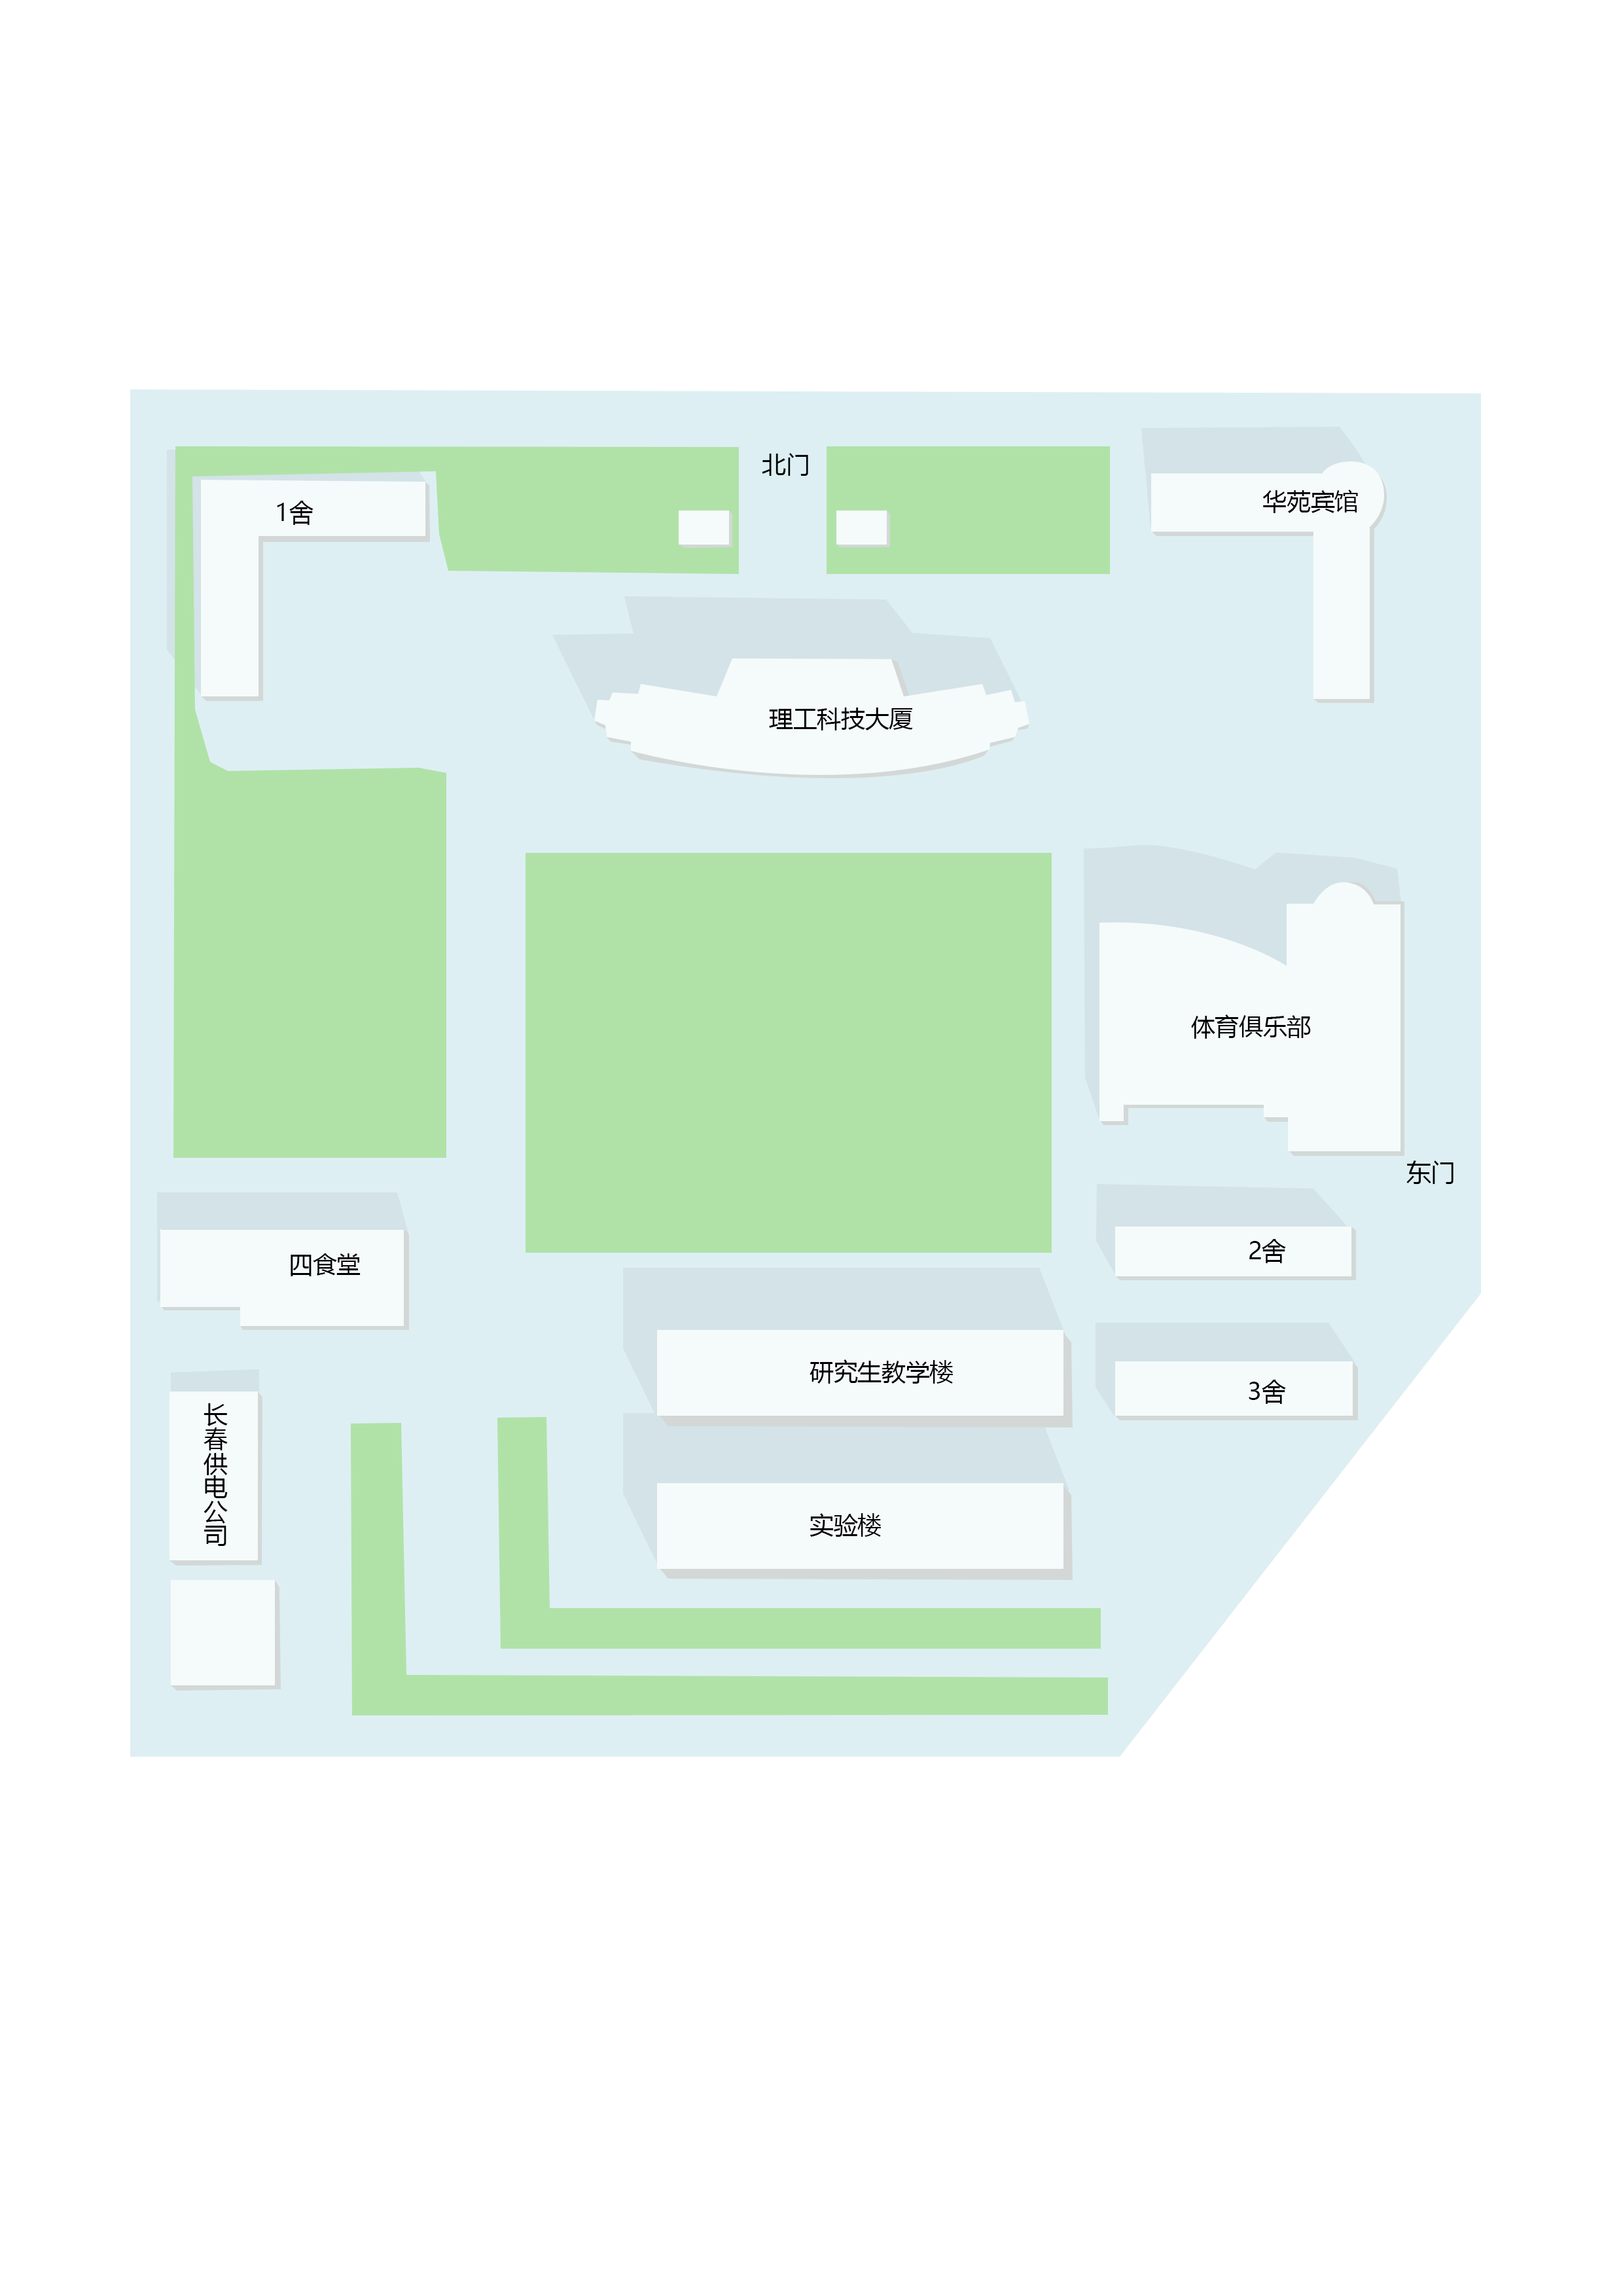 北门
1舍
华苑宾馆
理工科技大厦
体育俱乐部
东门
2舍
四食堂
研究生教学楼
3舍
长春供电公司
实验楼